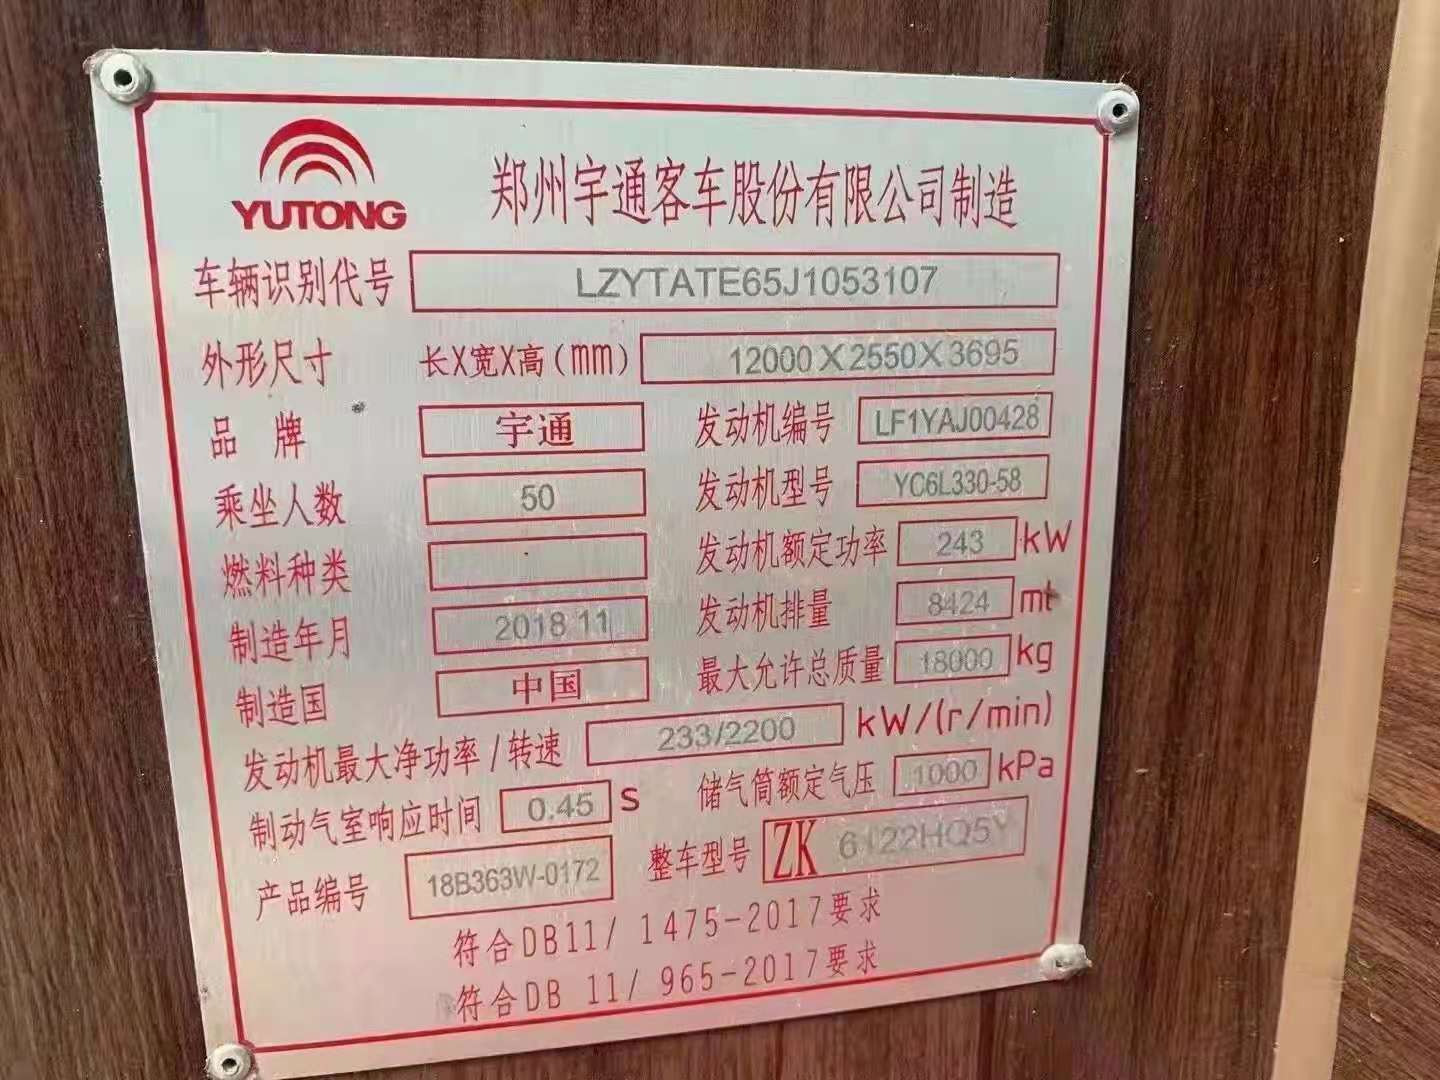 YUTONG
郑州宇通客车股份有限公司制造
车辆识别代号 LZYTATE65J1053107
外形尺寸 长X宽X高(mm) 12000X2550X3695
品牌 宇通 发动机编号 LF1YAJ00428
乘坐人数 50 发动机型号 YC6L330-58
燃料种类 发动机额定功率 243 kW
制造年月 2018 11 发动机排量 8424 ml
制造国 中国 最大允许总质量 18000 kg
发动机最大净功率/转速 233/2200 kW/(r/min)
制动气室响应时间 0.45 S 储气筒额定气压 1000 kPa
产品编号 18B363W-0172 整车型号 ZK 6122HQ5Y
符合DB11/ 1475-2017要求
符合DB 11/ 965-2017要求